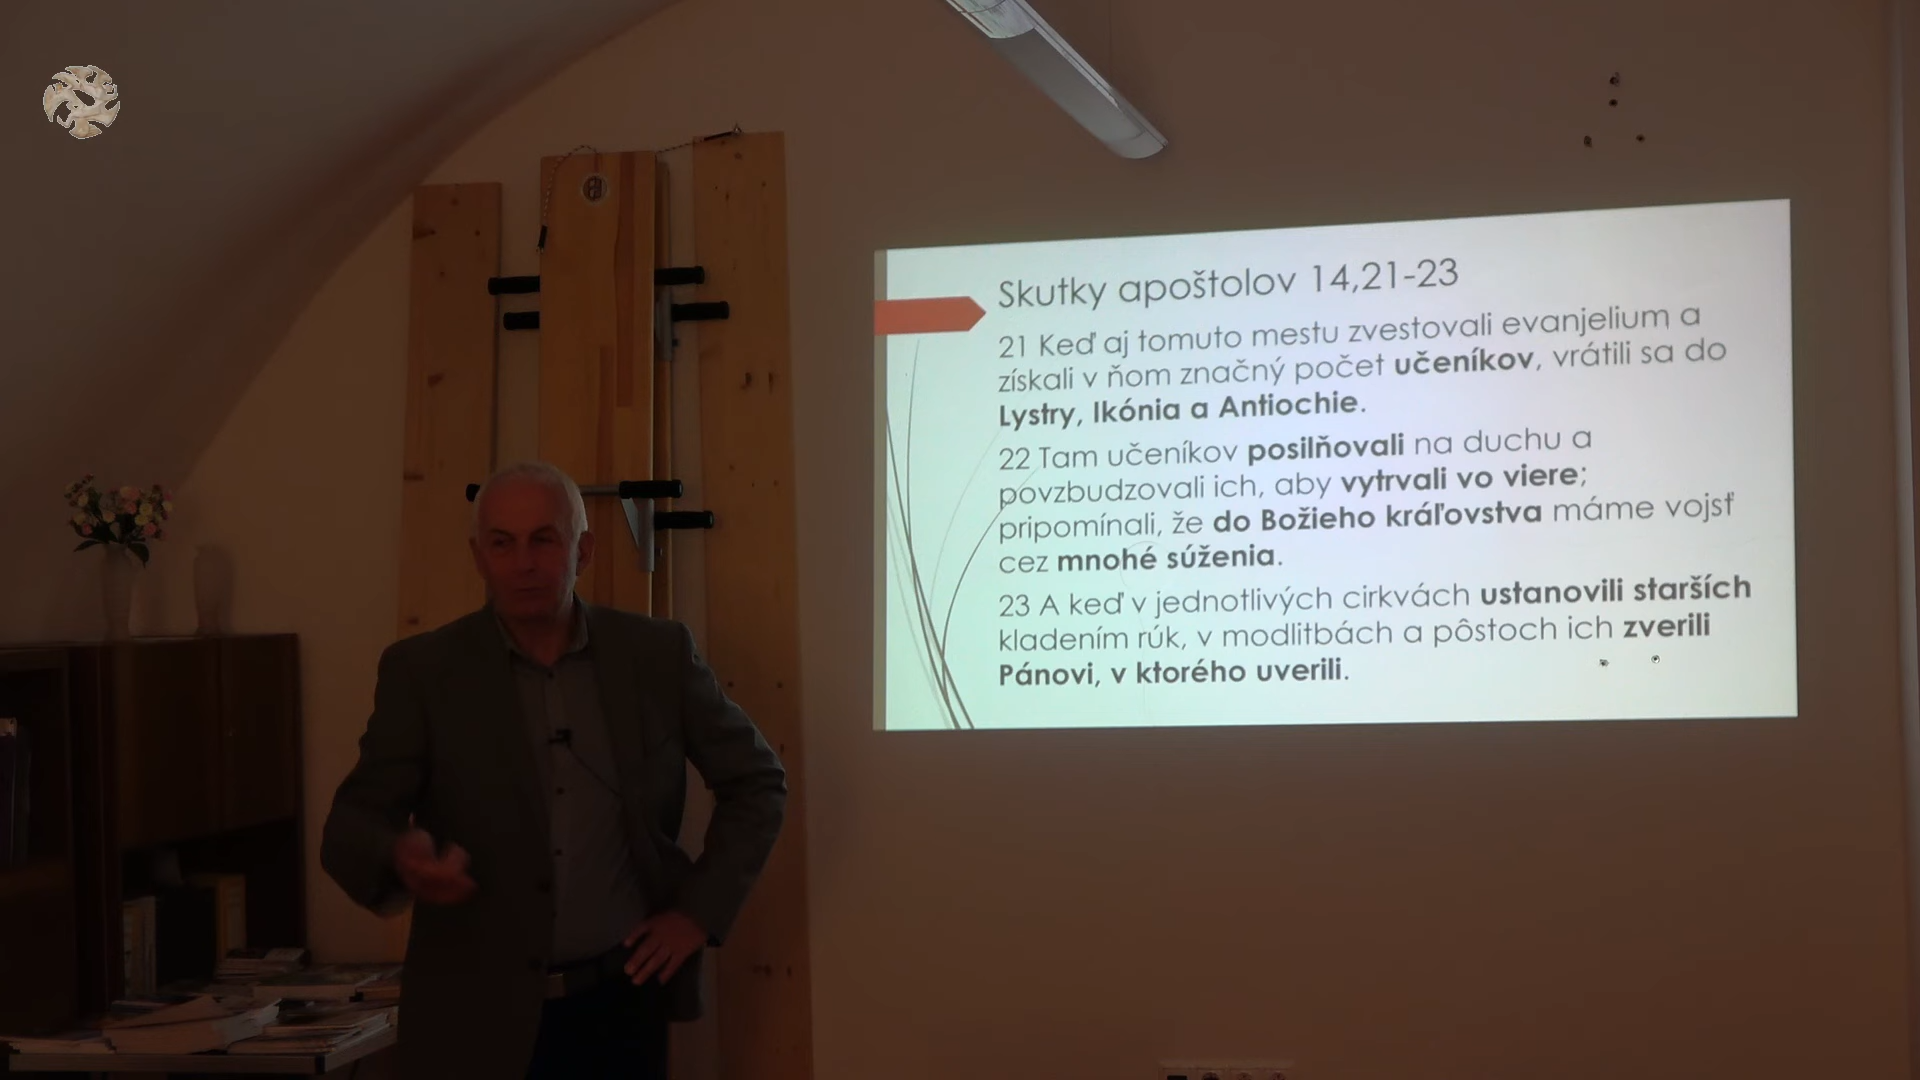 Skutky apoštolov 14,21-23
21 Keď aj tomuto mestu zvestovali evanjelium a
získali v ňom značný počet učeníkov, vrátili sa do
Lystry, Ikónia a Antiochie.
22 Tam učeníkov posilňovali na duchu a
povzbudzovali ich, aby vytrvali vo viere;
pripomínali, že do Božieho kráľovstva máme vojsť
cez mnohé súženia.
23 A keď v jednotlivých cirkvách ustanovili starších
kladením rúk, v modlitbách a pôstoch ich zverili
Pánovi, v ktorého uverili.